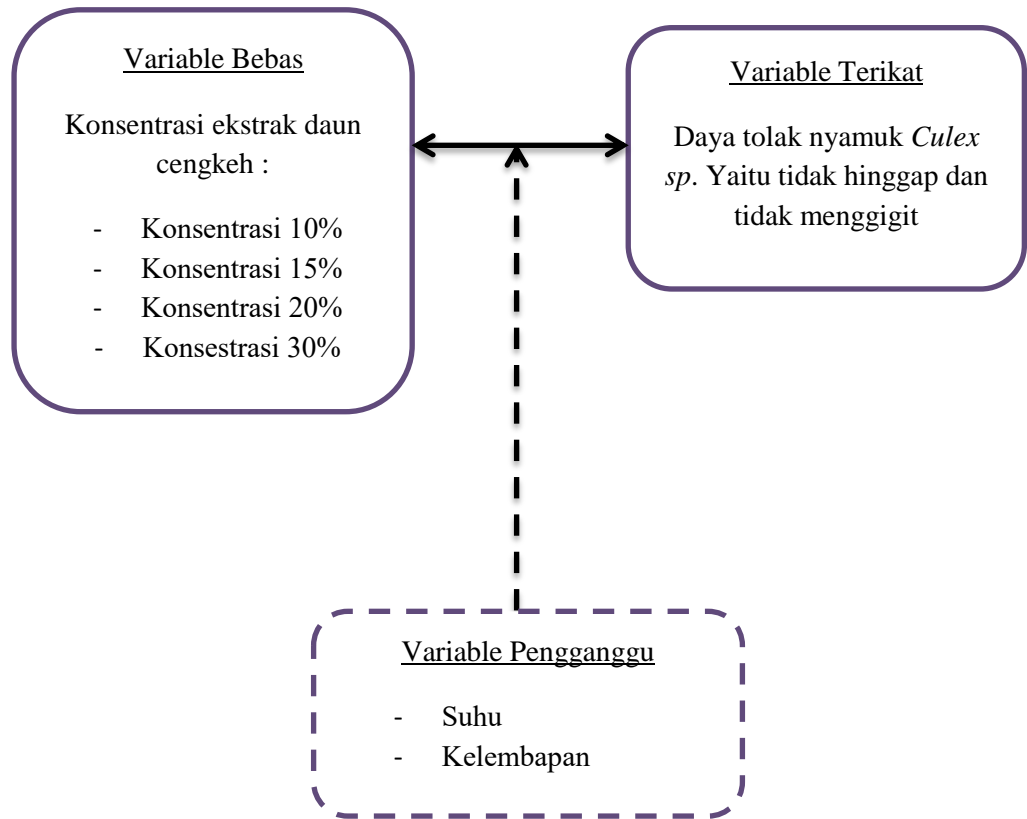 Variable Bebas
Konsentrasi ekstrak daun
cengkeh :
- Konsentrasi 10%
- Konsentrasi 15%
- Konsentrasi 20%
- Konsestrasi 30%
Variable Terikat
Daya tolak nyamuk Culex
sp. Yaitu tidak hinggap dan
tidak menggigit
Variable Pengganggu
- Suhu
- Kelembapan